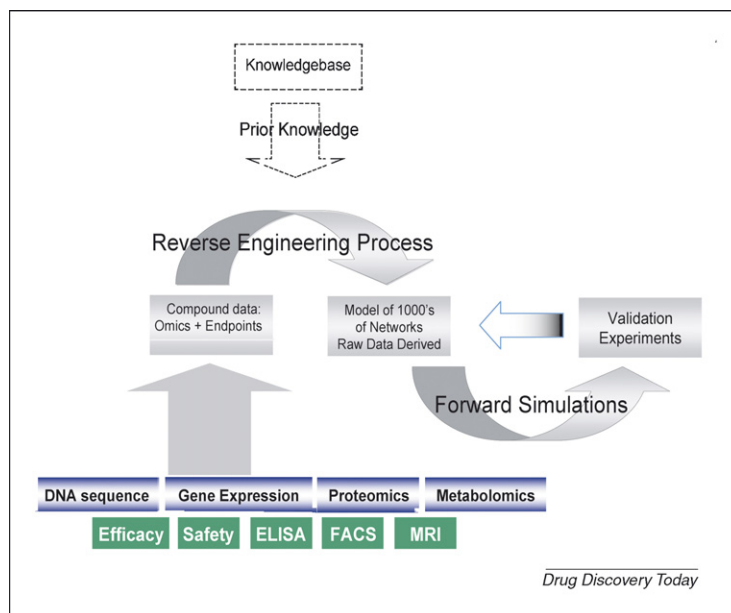 Knowledgebase
Prior Knowledge
Reverse Engineering Process
Compound data:
Omics + Endpoints
Model of 1000's
of Networks
Raw Data Derived
Validation
Experiments
Forward Simulations
DNA sequence
Gene Expression
Proteomics
Metabolomics
Efficacy
Safety
ELISA
FACS
MRI
Drug Discovery Today